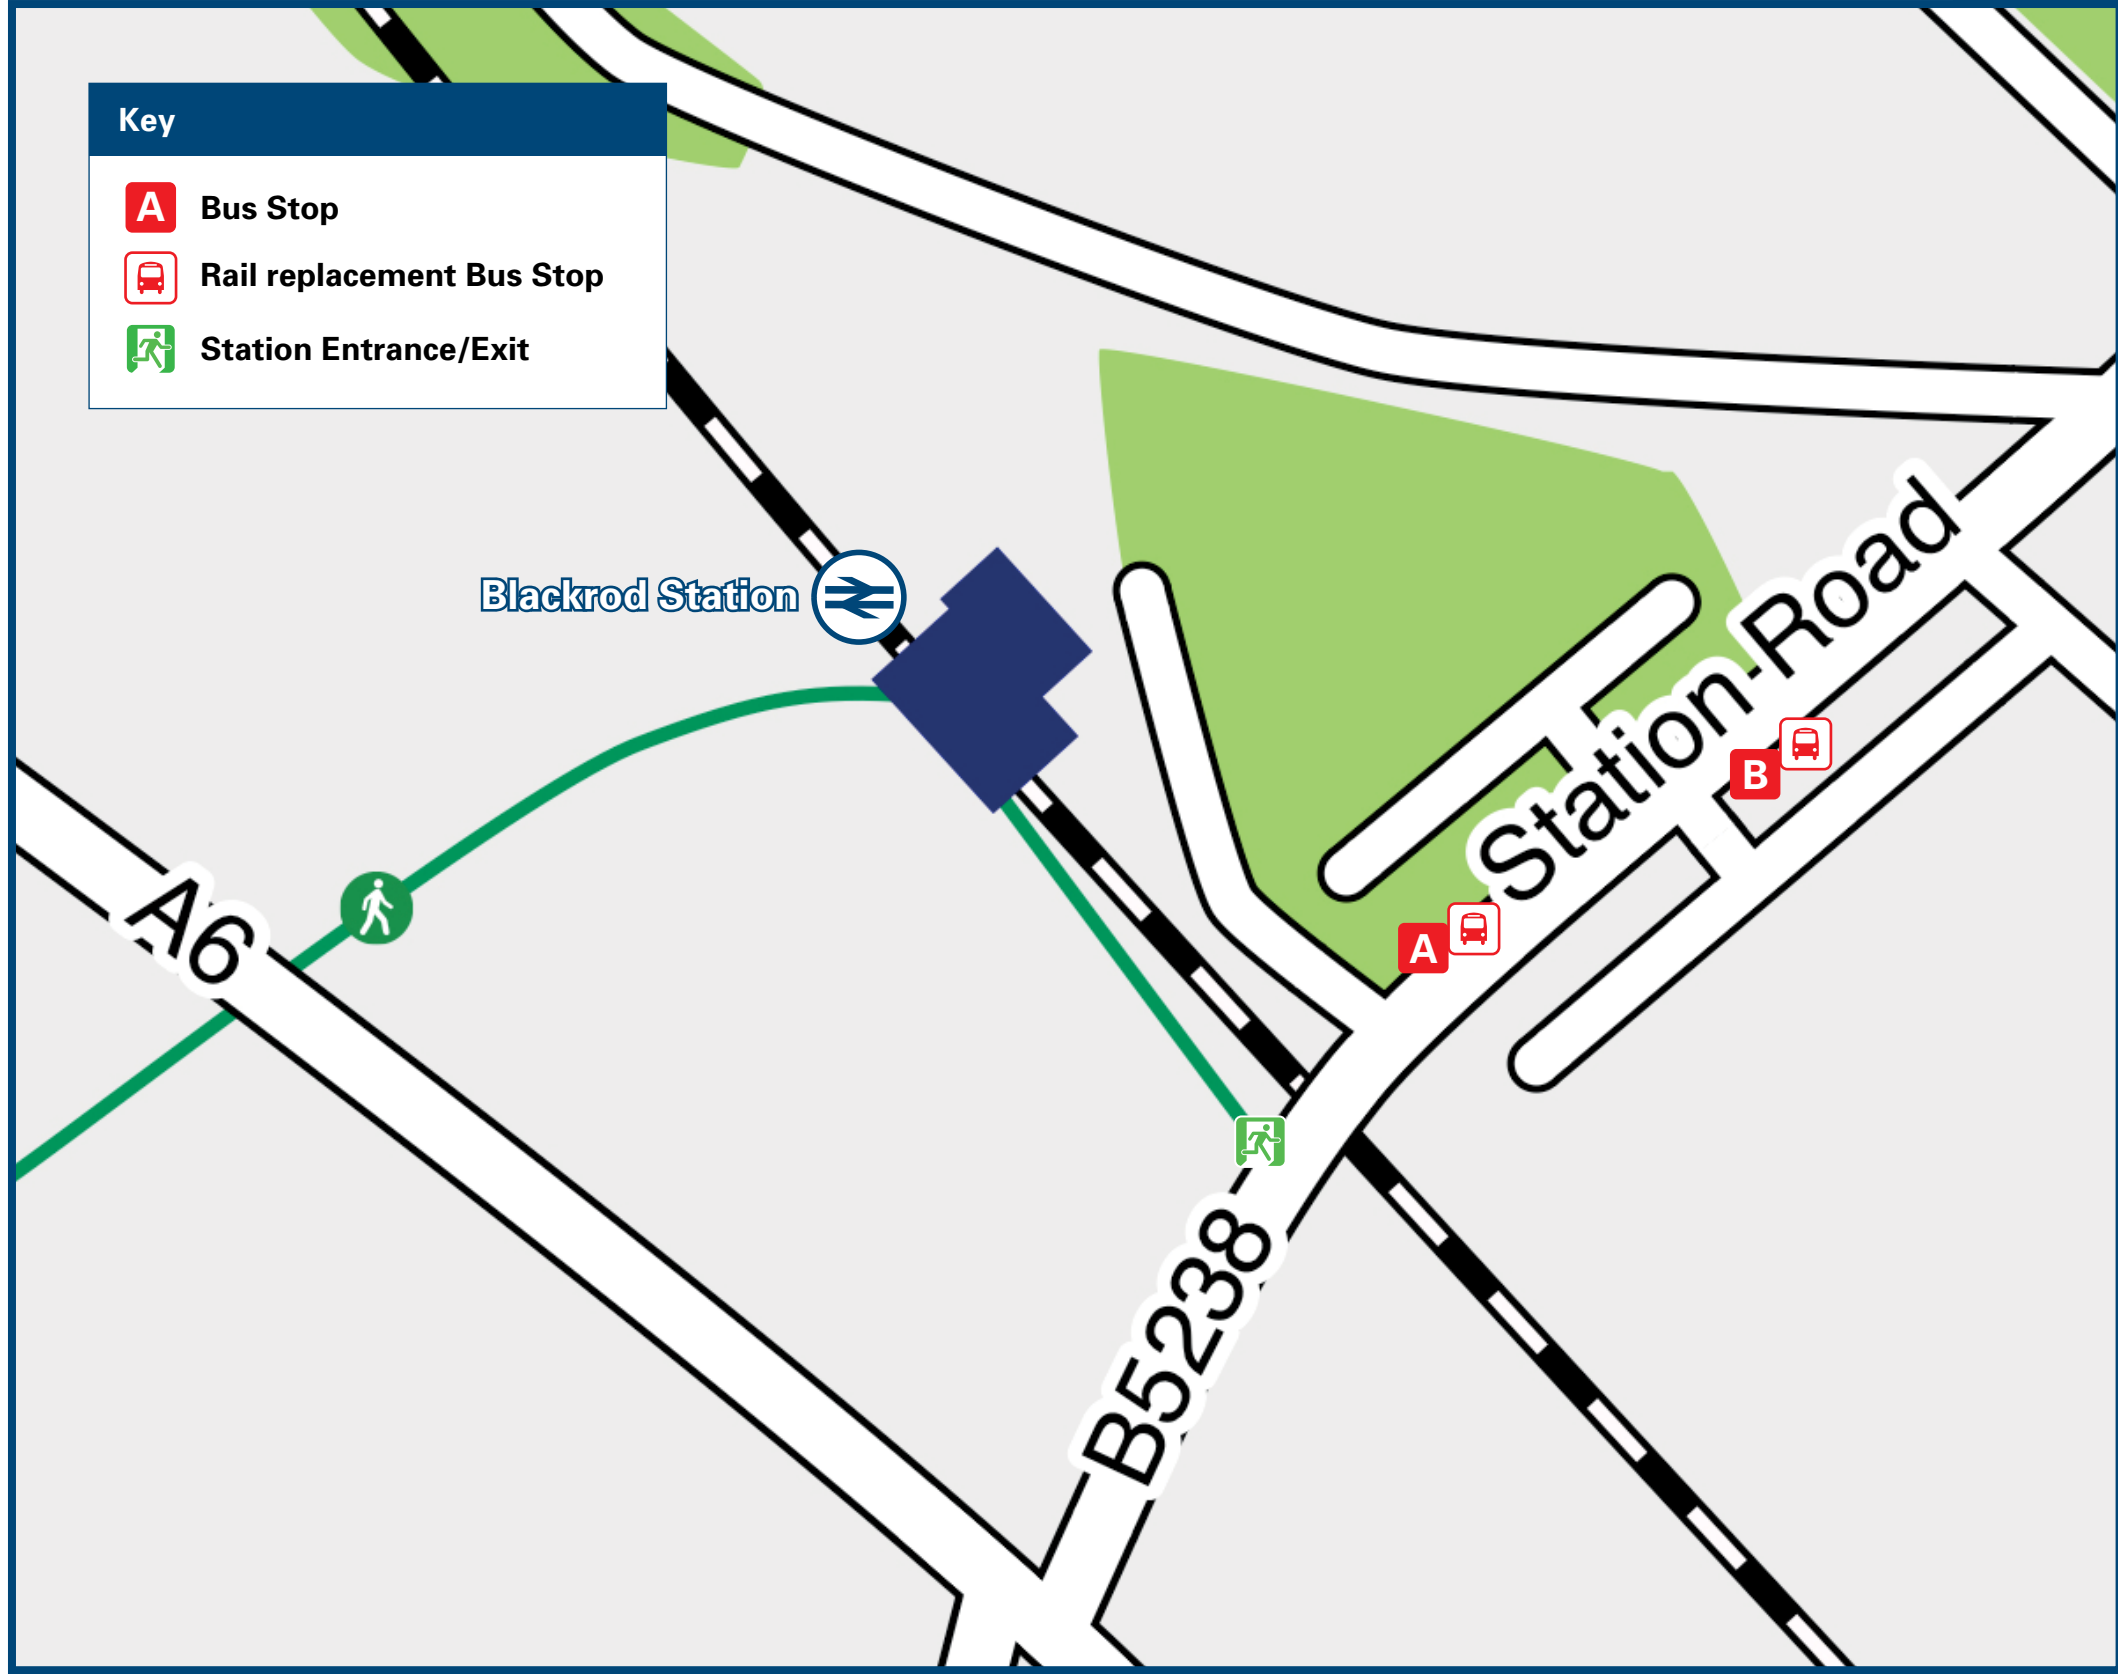 Key
A Bus Stop
Rail replacement Bus Stop
Station Entrance/Exit
Blackrod Station
Station Road
B
A
A6
B5238